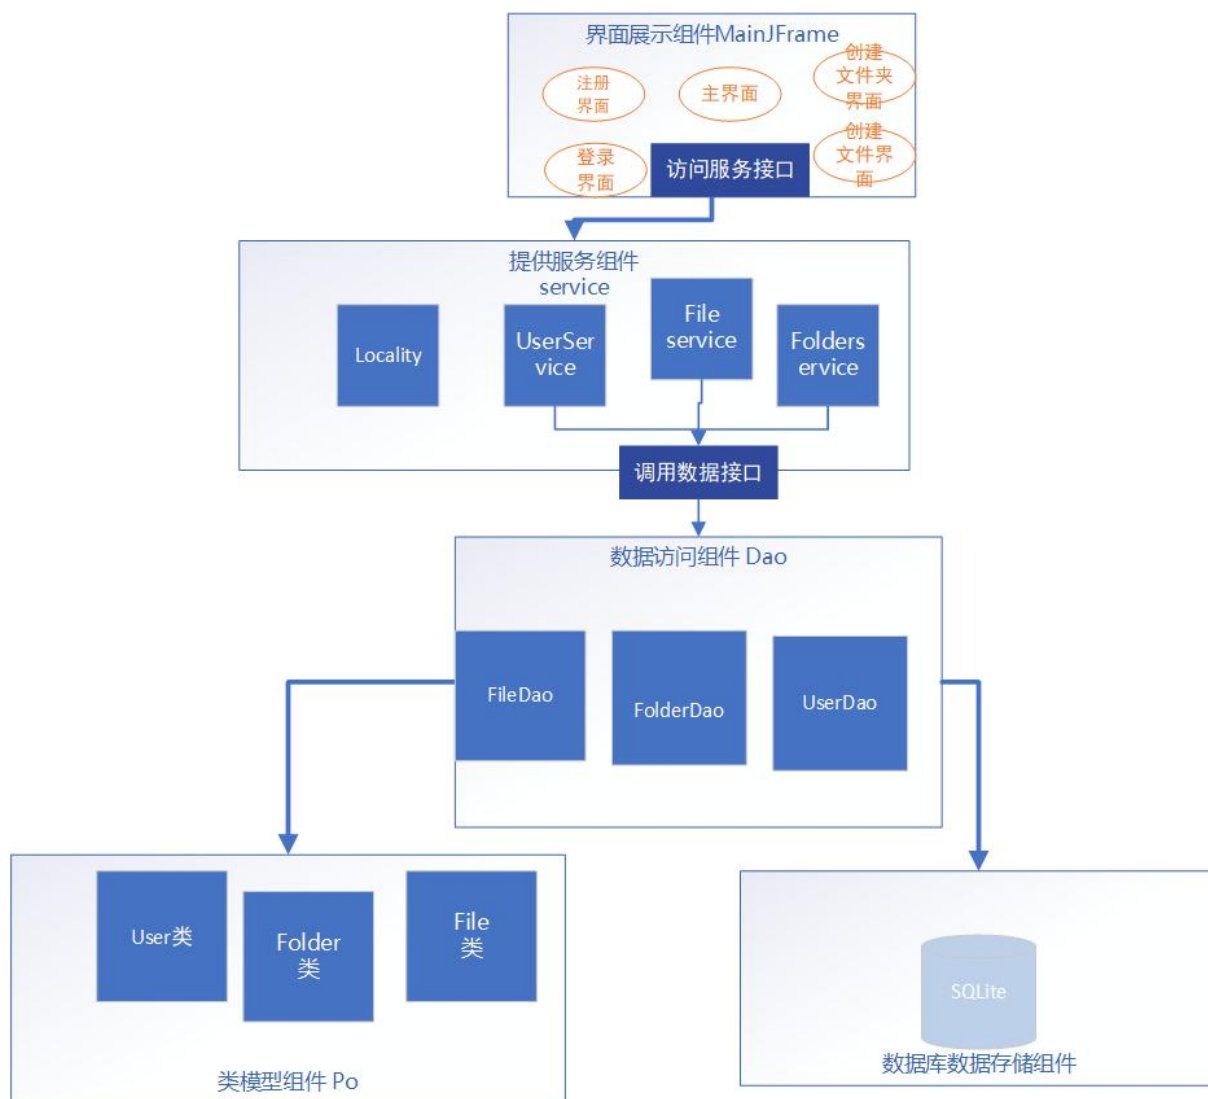 界面展示组件MainJFrame
注册
界面
主界面
创建
文件夹
界面
登录
界面
访问服务接口
创建
文件界
面
提供服务组件
service
Locality
UserSer
vice
File
service
Folders
ervice
调用数据接口
数据访问组件 Dao
FileDao
FolderDao
UserDao
User类
Folder
类
File
类
类模型组件 Po
SQLite
数据库数据存储组件